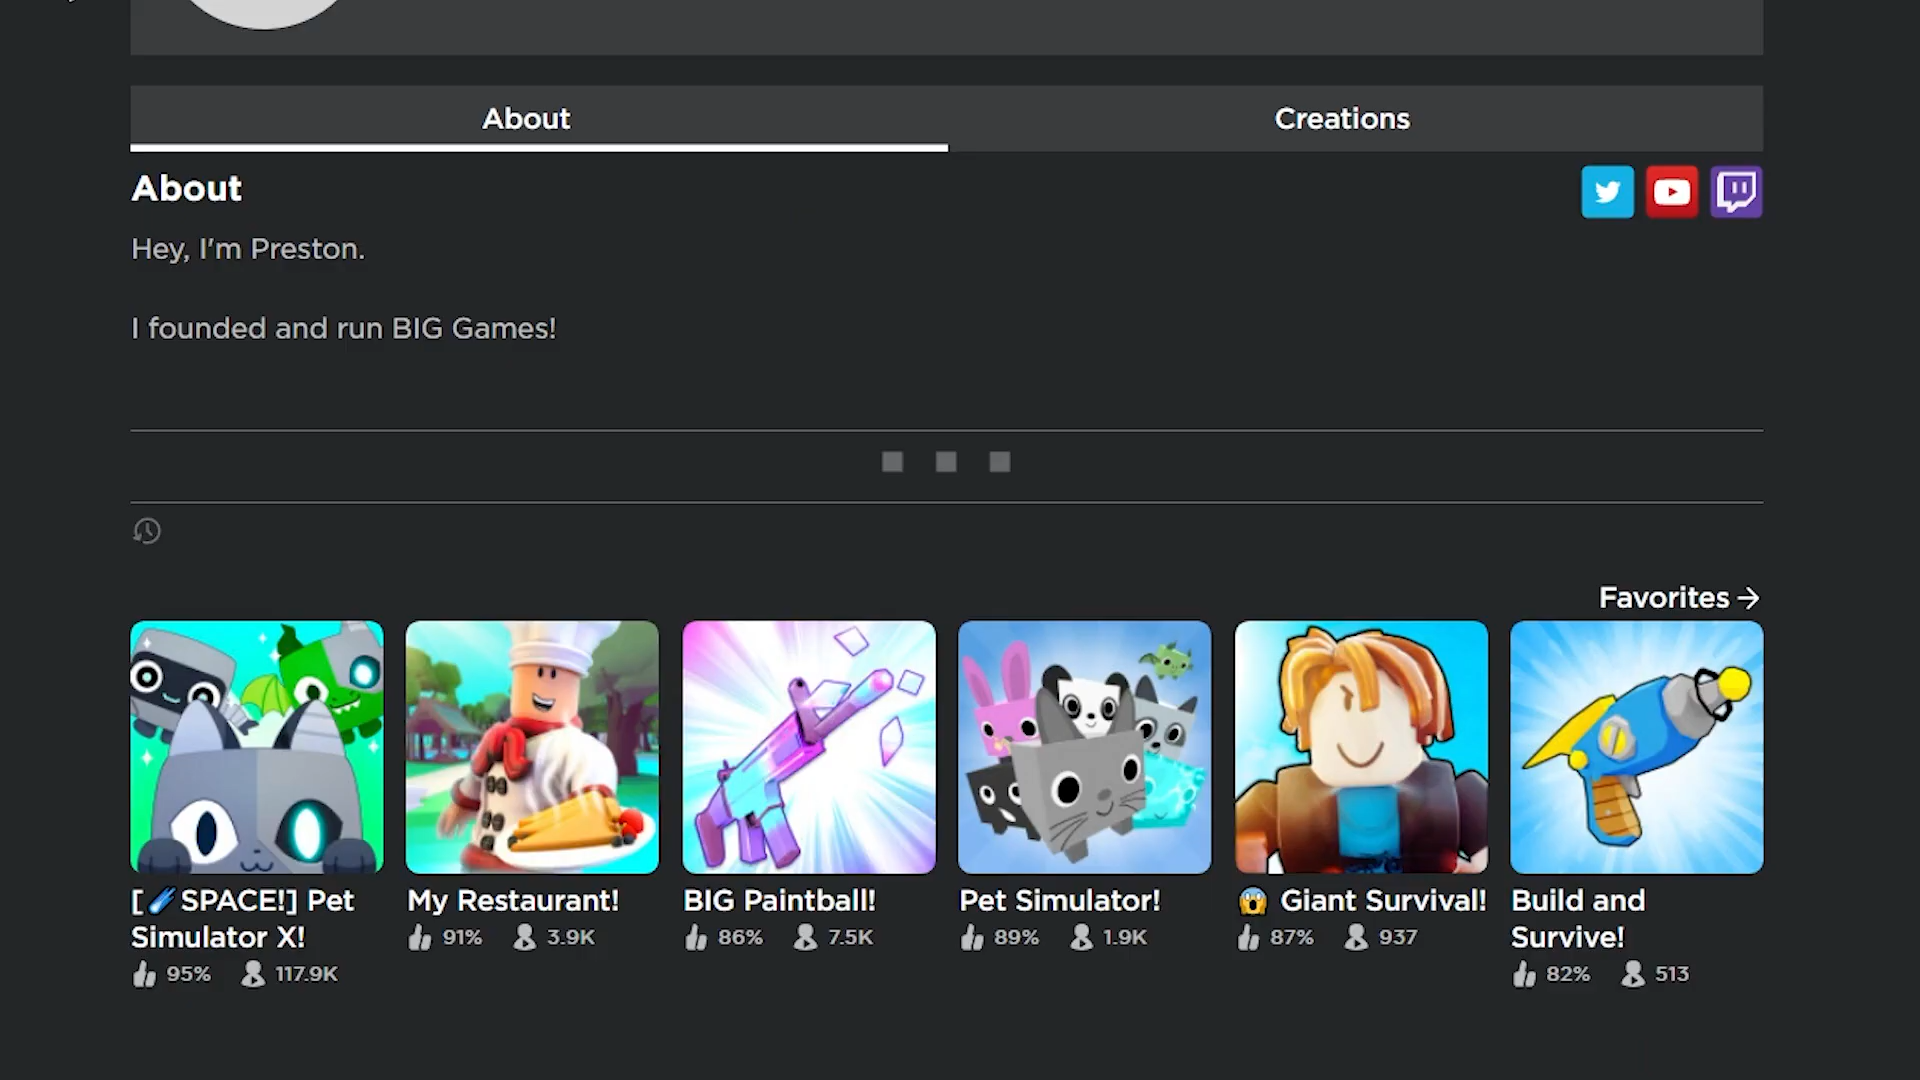 About
Creations
About
Hey, I'm Preston.
I founded and run BIG Games!
Favorites
[☄️SPACE!] Pet
Simulator X!
95% 117.9K
My Restaurant!
91% 3.9K
BIG Paintball!
86% 7.5K
Pet Simulator!
89% 1.9K
😱 Giant Survival!
87% 937
Build and
Survive!
82% 513